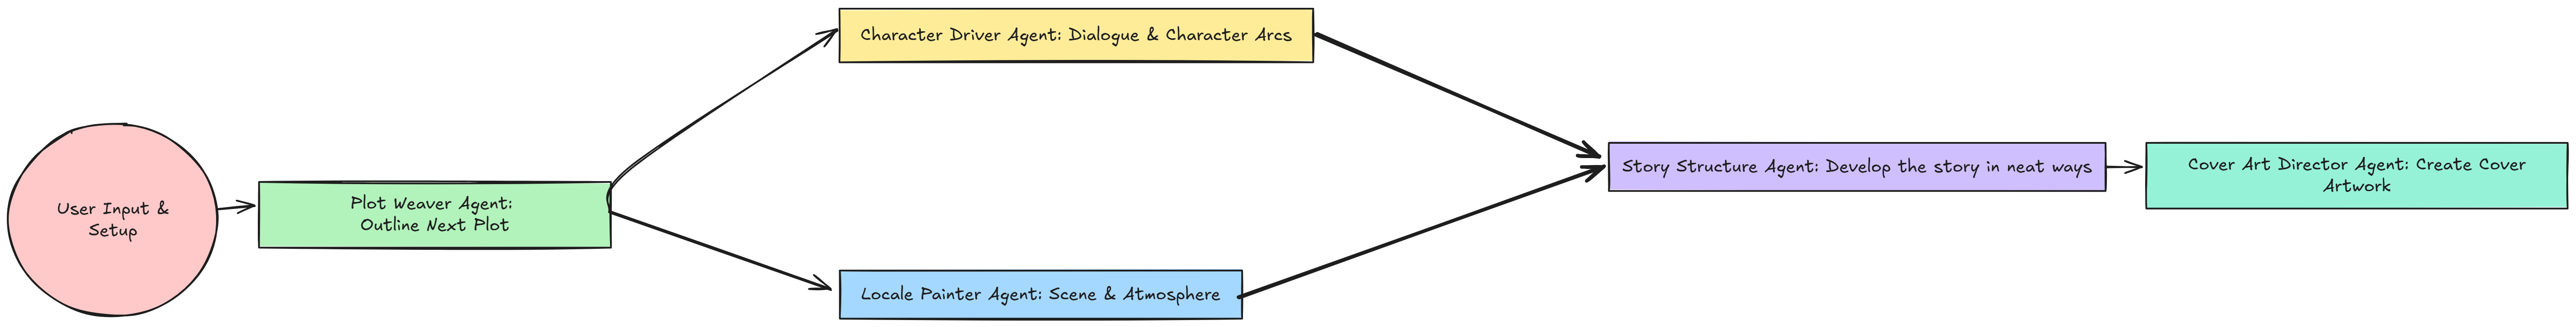 User Input &
Setup
Plot Weaver Agent:
Outline Next Plot
Character Driver Agent: Dialogue & Character Arcs
Locale Painter Agent: Scene & Atmosphere
Story Structure Agent: Develop the story in neat ways
Cover Art Director Agent: Create Cover
Artwork